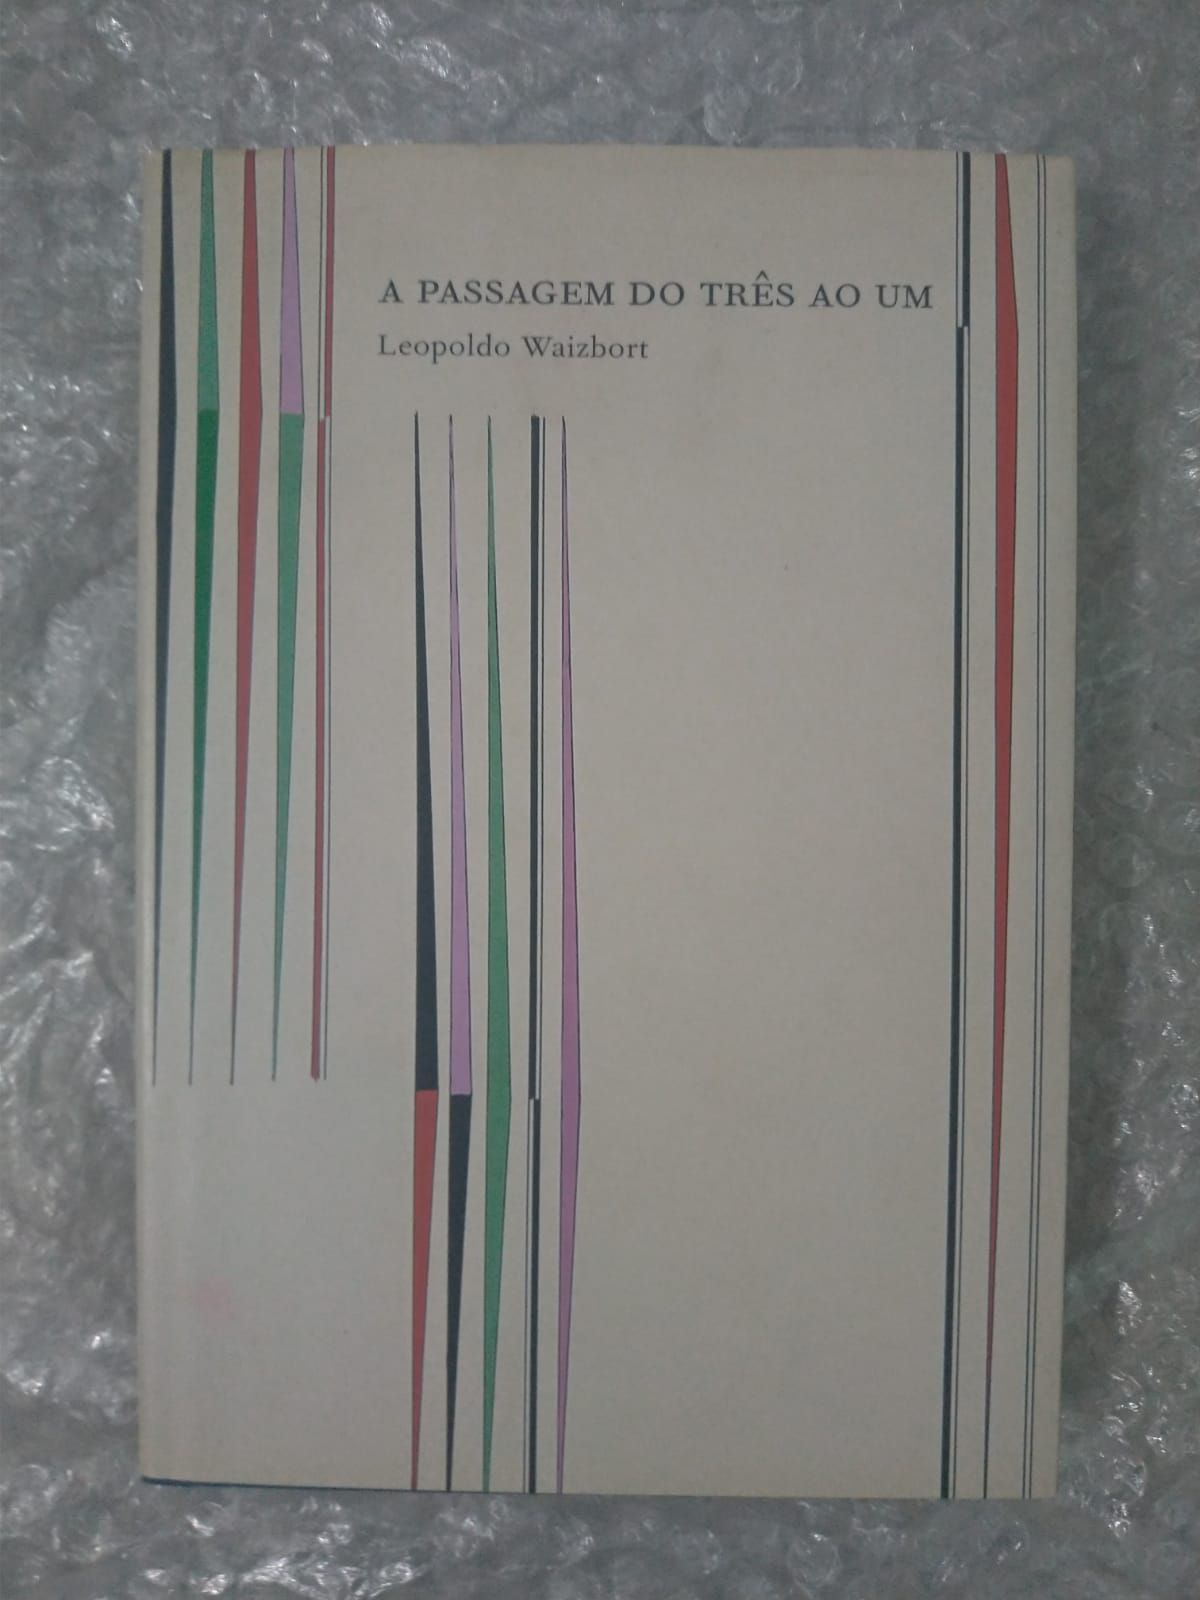 A PASSAGEM DO TRÊS AO UM
Leopoldo Waizbort